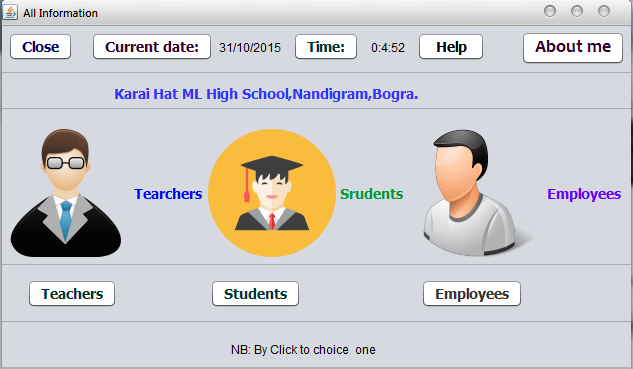 All Information
Close Current date: 31/10/2015 Time: 0:4:52 Help About me
Karai Hat ML High School,Nandigram,Bogra.
Tearchers Srudents Employees
Teachers Students Employees
NB: By Click to choice one